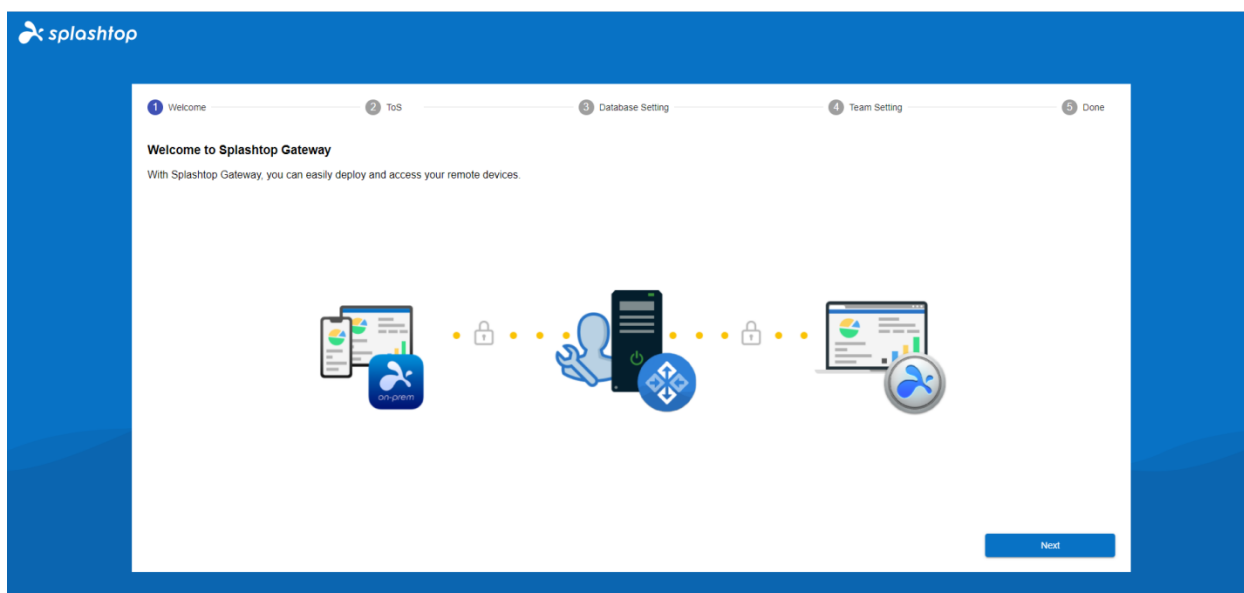 splashtop
1 Welcome 2 ToS 3 Database Setting 4 Team Setting 5 Done
Welcome to Splashtop Gateway
With Splashtop Gateway, you can easily deploy and access your remote devices.
on-prem
Next